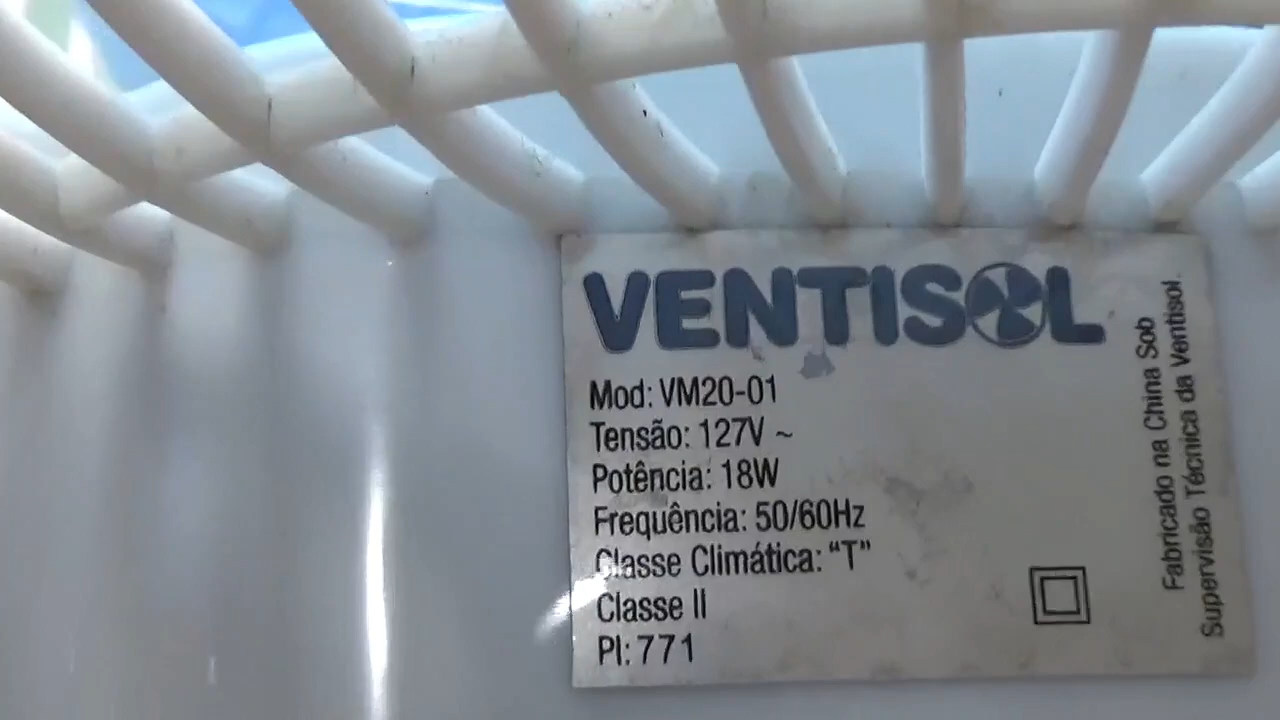 VENTISOL
Mod: VM20-01
Tensão: 127V ~
Potência: 18W
Frequência: 50/60Hz
Classe Climática: “T”
Classe II
PI: 771
Fabricado na China Sob
Supervisão Técnica da Ventisol.